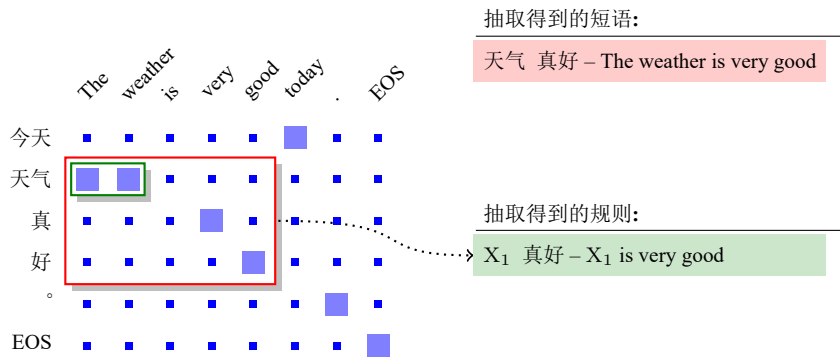 抽取得到的短语:
天气 真好 – The weather is very good
The weather is very good today . EOS
今天
天气
真
好
。
EOS
抽取得到的规则:
X₁ 真好 – X₁ is very good